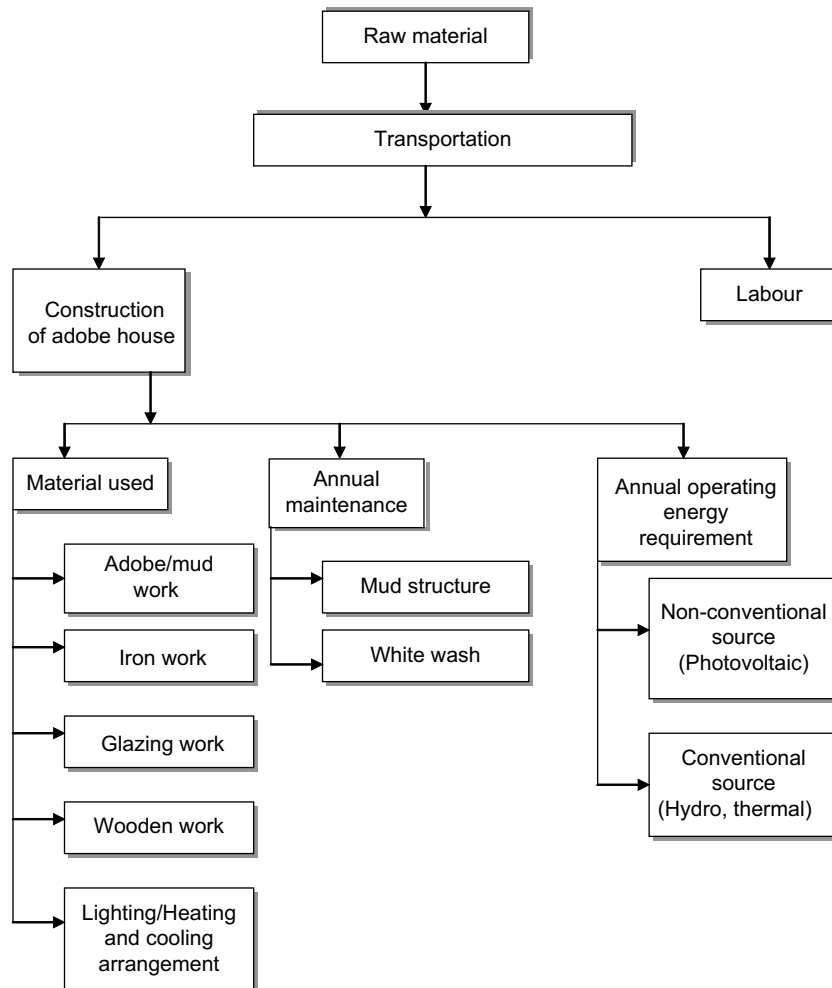 Raw material
Transportation
Construction
of adobe house
Labour
Material used
Annual
maintenance
Annual operating
energy
requirement
Adobe/mud
work
Iron work
Glazing work
Wooden work
Lighting/Heating
and cooling
arrangement
Mud structure
White wash
Non-conventional
source
(Photovoltaic)
Conventional
source
(Hydro, thermal)